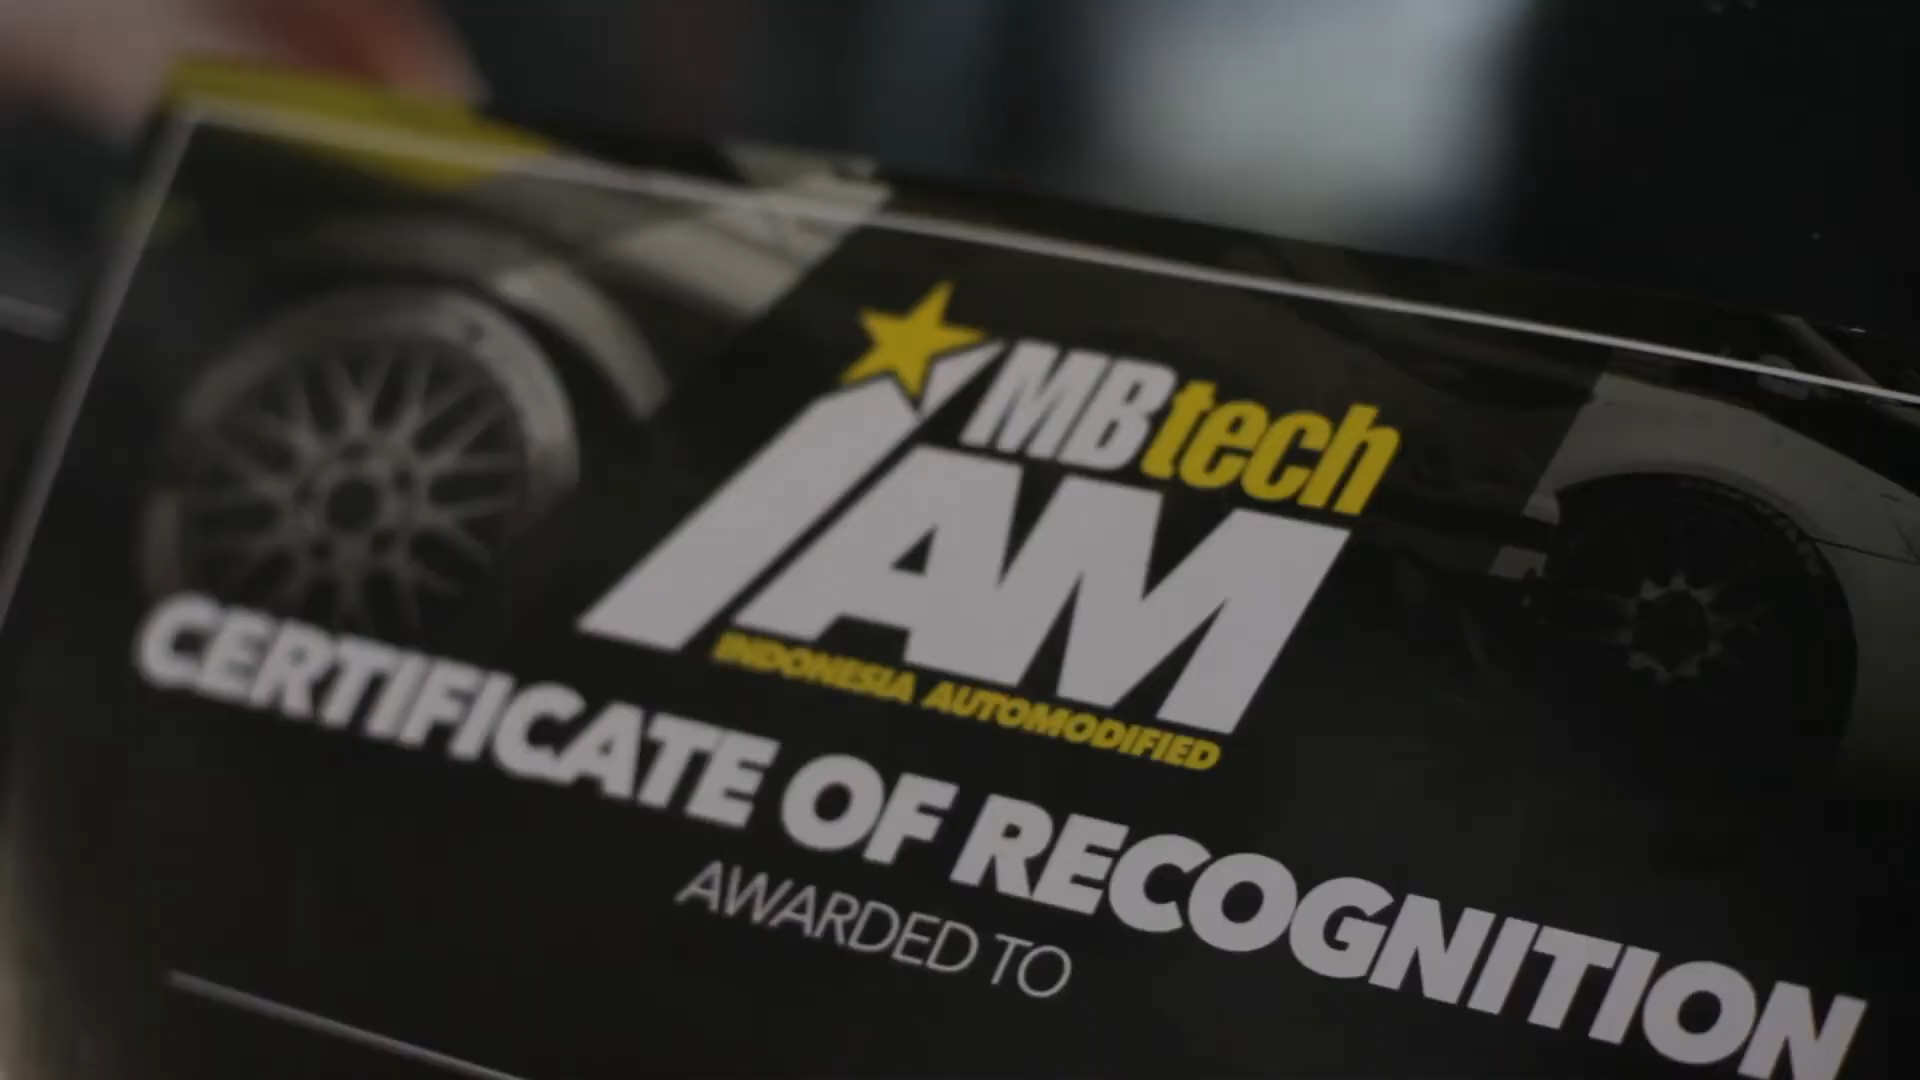 MBtech
IAM
INDONESIA AUTOMODIFIED
CERTIFICATE OF RECOGNITION
AWARDED TO